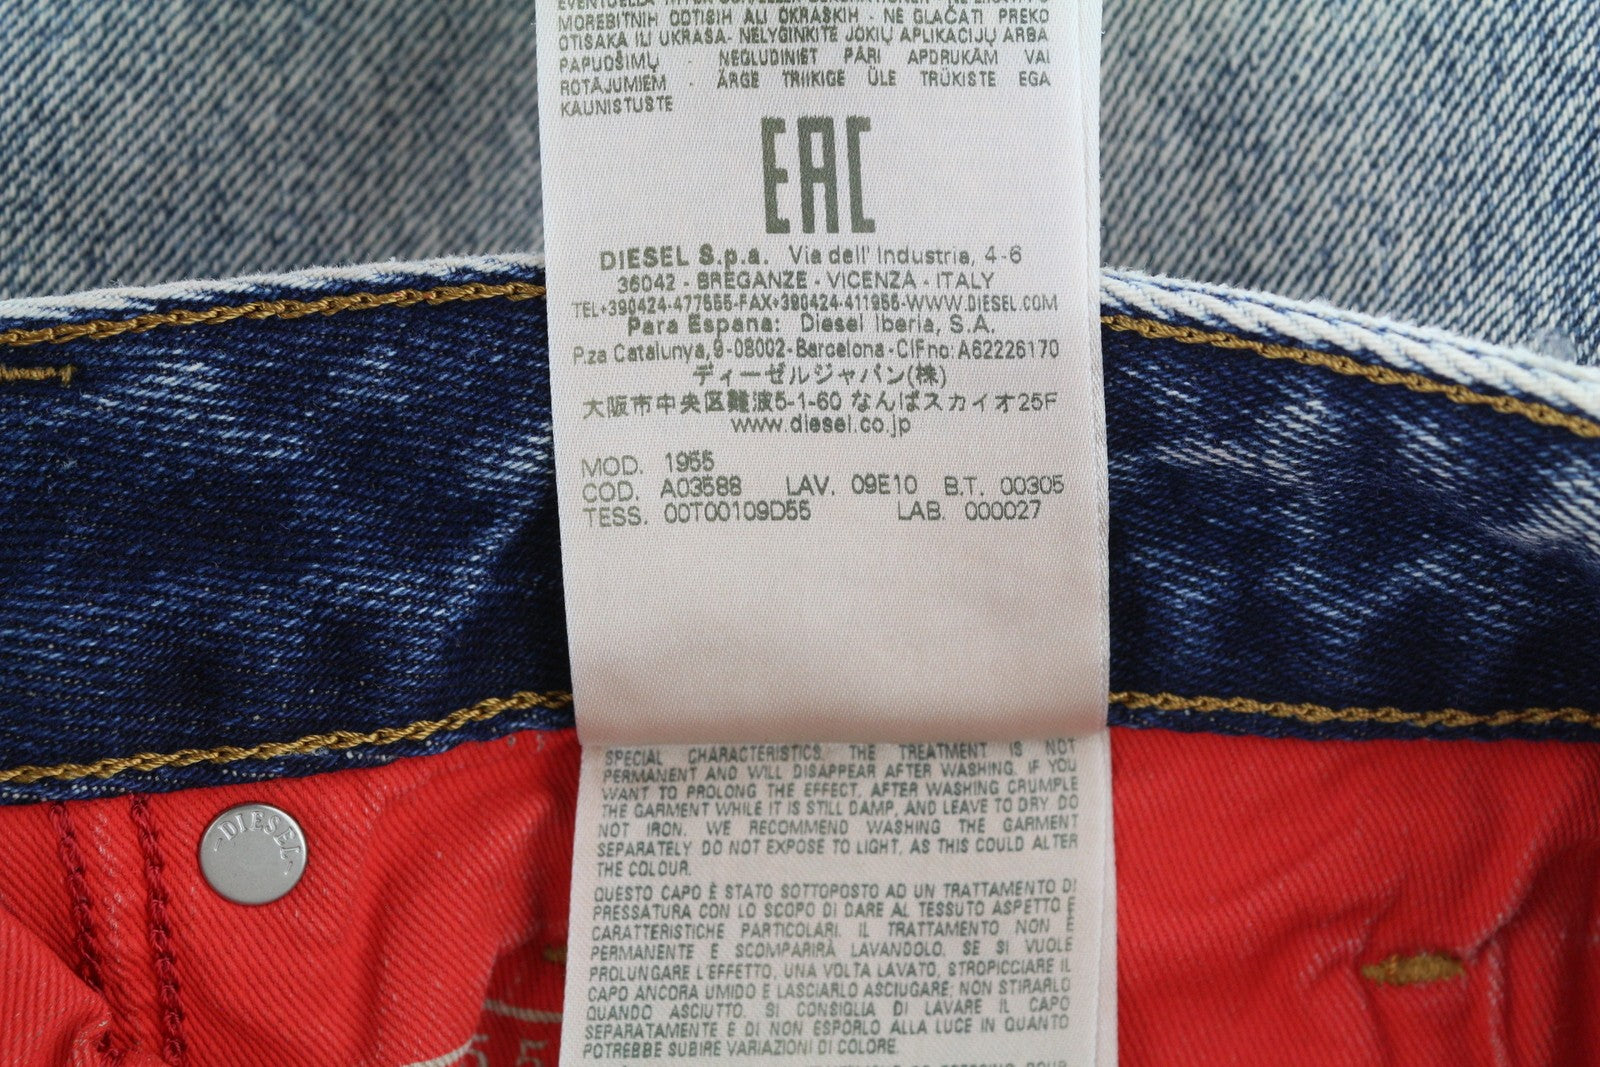 MOREBITNIH ODTISIH ALI OKRASKIH - NE GLAČATI PREKO
OTISAKA ILI UKRASA- NELYGINKITE JOKIŲ APLIKACIJŲ ARBA
PAPUOŠIMŲ - NEGLUDINIET PĀRI APDRUKĀM VAI
ROTĀJUMIEM - ÄRGE TRIIKIGE ÜLE TRÜKISTE EGA
KAUNISTUSTE
EAC
DIESEL S.p.a. Via dell' Industria, 4-6
36042 - BREGANZE - VICENZA - ITALY
TEL+390424-477555-FAX+390424-411955-WWW.DIESEL.COM
Para Espana: Diesel Iberia, S.A.
P.za Catalunya,9-08002-Barcelona-CIFno:A62226170
ディーゼルジャパン(株)
大阪市中央区難波5-1-60 なんばスカイオ25F
www.diesel.co.jp
MOD. 1955
COD. A03588 LAV. 09E10 B.T. 00305
TESS. 00T00109D55 LAB. 000027
SPECIAL CHARACTERISTICS. THE TREATMENT IS NOT
PERMANENT AND WILL DISAPPEAR AFTER WASHING. IF YOU
WANT TO PROLONG THE EFFECT, AFTER WASHING CRUMPLE
THE GARMENT WHILE IT IS STILL DAMP, AND LEAVE TO DRY. DO
NOT IRON. WE RECOMMEND WASHING THE GARMENT
SEPARATELY. DO NOT EXPOSE TO LIGHT, AS THIS COULD ALTER
THE COLOUR.
QUESTO CAPO È STATO SOTTOPOSTO AD UN TRATTAMENTO DI
PRESSATURA CON LO SCOPO DI DARE AL TESSUTO ASPETTO E
CARATTERISTICHE PARTICOLARI. IL TRATTAMENTO NON È
PERMANENTE E SCOMPARIRÀ LAVANDOLO. SE SI VUOLE
PROLUNGARE L'EFFETTO, UNA VOLTA LAVATO, STROPICCIARE IL
CAPO ANCORA UMIDO E LASCIARLO ASCIUGARE; NON STIRARLO
QUANDO ASCIUTTO. SI CONSIGLIA DI LAVARE IL CAPO
SEPARATAMENTE E DI NON ESPORLO ALLA LUCE IN QUANTO
POTREBBE SUBIRE VARIAZIONI DI COLORE.
DIESEL
55